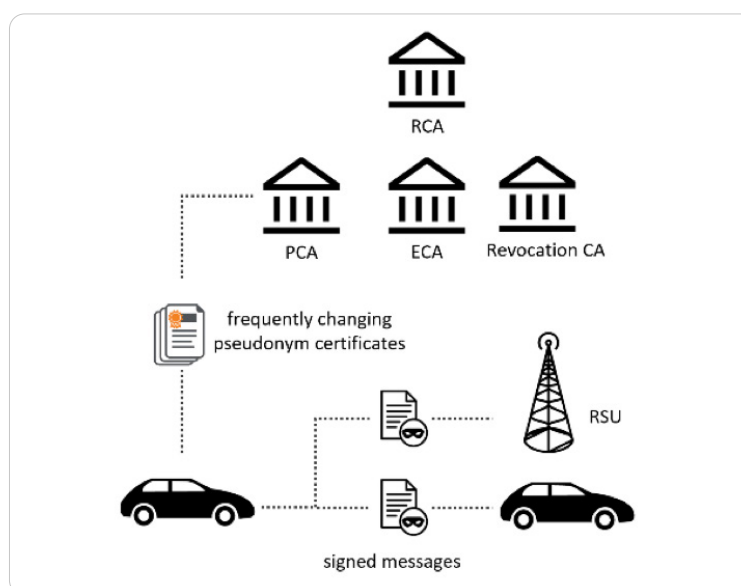 RCA
PCA
ECA
Revocation CA
frequently changing
pseudonym certificates
RSU
signed messages